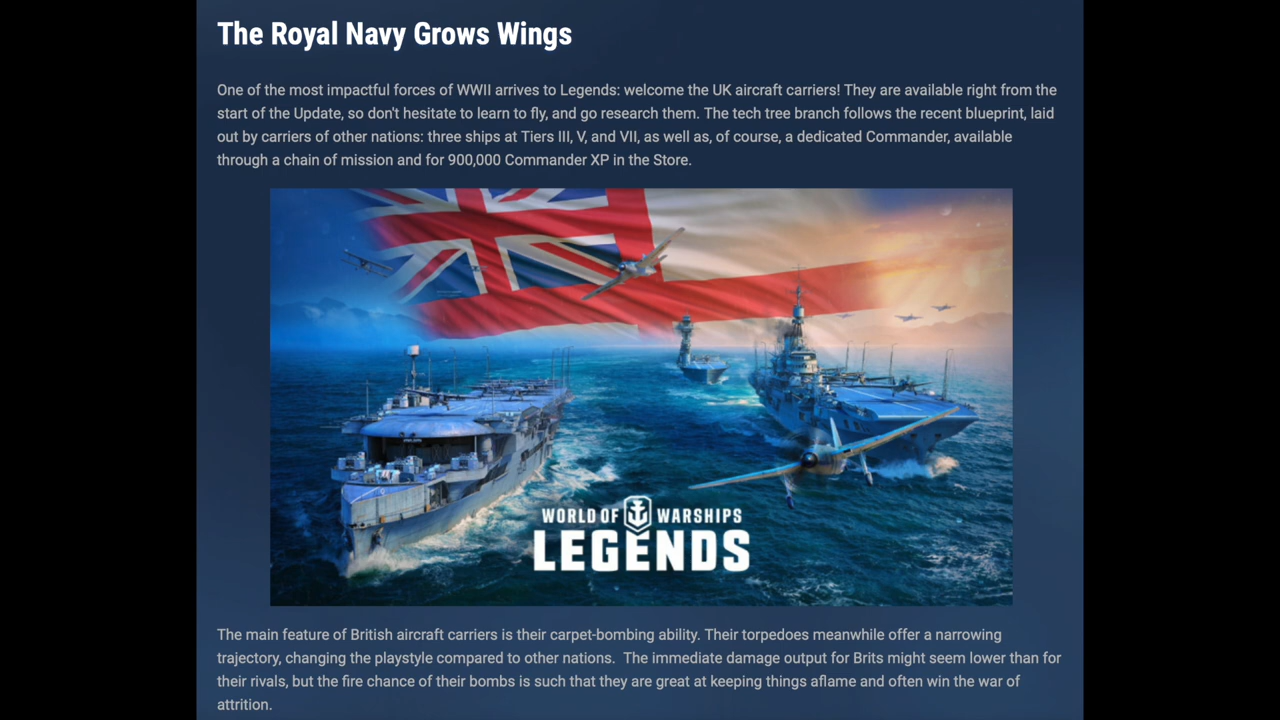 The Royal Navy Grows Wings
One of the most impactful forces of WWII arrives to Legends: welcome the UK aircraft carriers! They are available right from the
start of the Update, so don't hesitate to learn to fly, and go research them. The tech tree branch follows the recent blueprint, laid
out by carriers of other nations: three ships at Tiers III, V, and VII, as well as, of course, a dedicated Commander, available
through a chain of mission and for 900,000 Commander XP in the Store.
WORLD OF WARSHIPS
LEGENDS
The main feature of British aircraft carriers is their carpet-bombing ability. Their torpedoes meanwhile offer a narrowing
trajectory, changing the playstyle compared to other nations.  The immediate damage output for Brits might seem lower than for
their rivals, but the fire chance of their bombs is such that they are great at keeping things aflame and often win the war of
attrition.